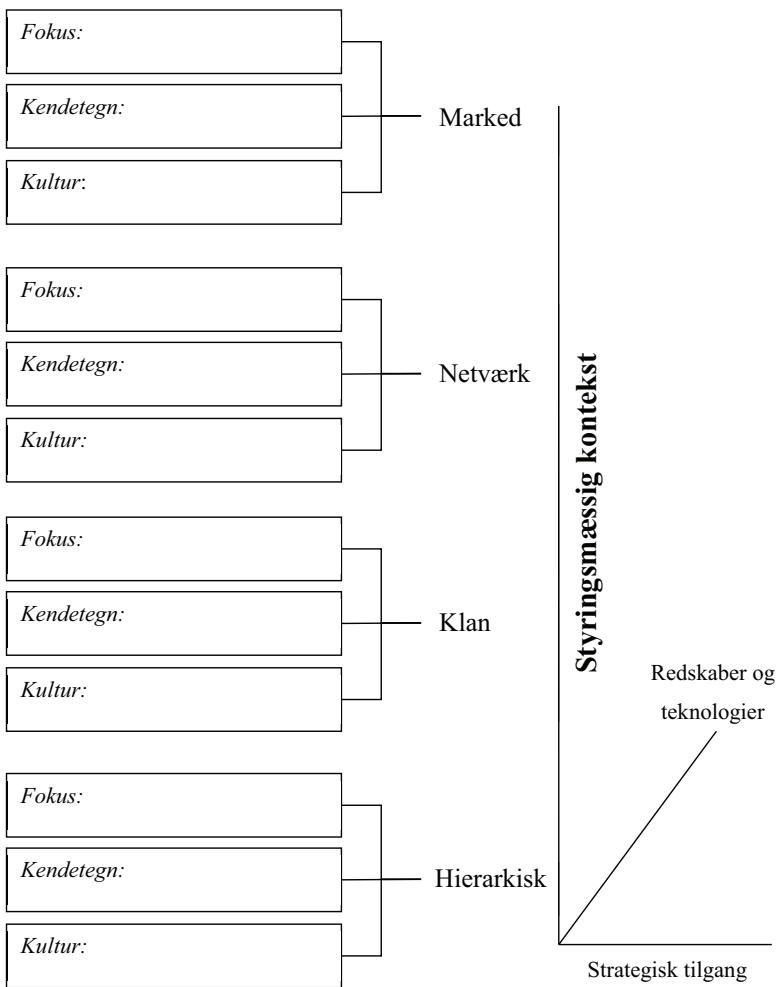 Fokus:
Kendetegn:
Kultur:
Marked
Fokus:
Kendetegn:
Kultur:
Netværk
Fokus:
Kendetegn:
Kultur:
Klan
Fokus:
Kendetegn:
Kultur:
Hierarkisk
Styringsmæssig kontekst
Redskaber og
teknologier
Strategisk tilgang